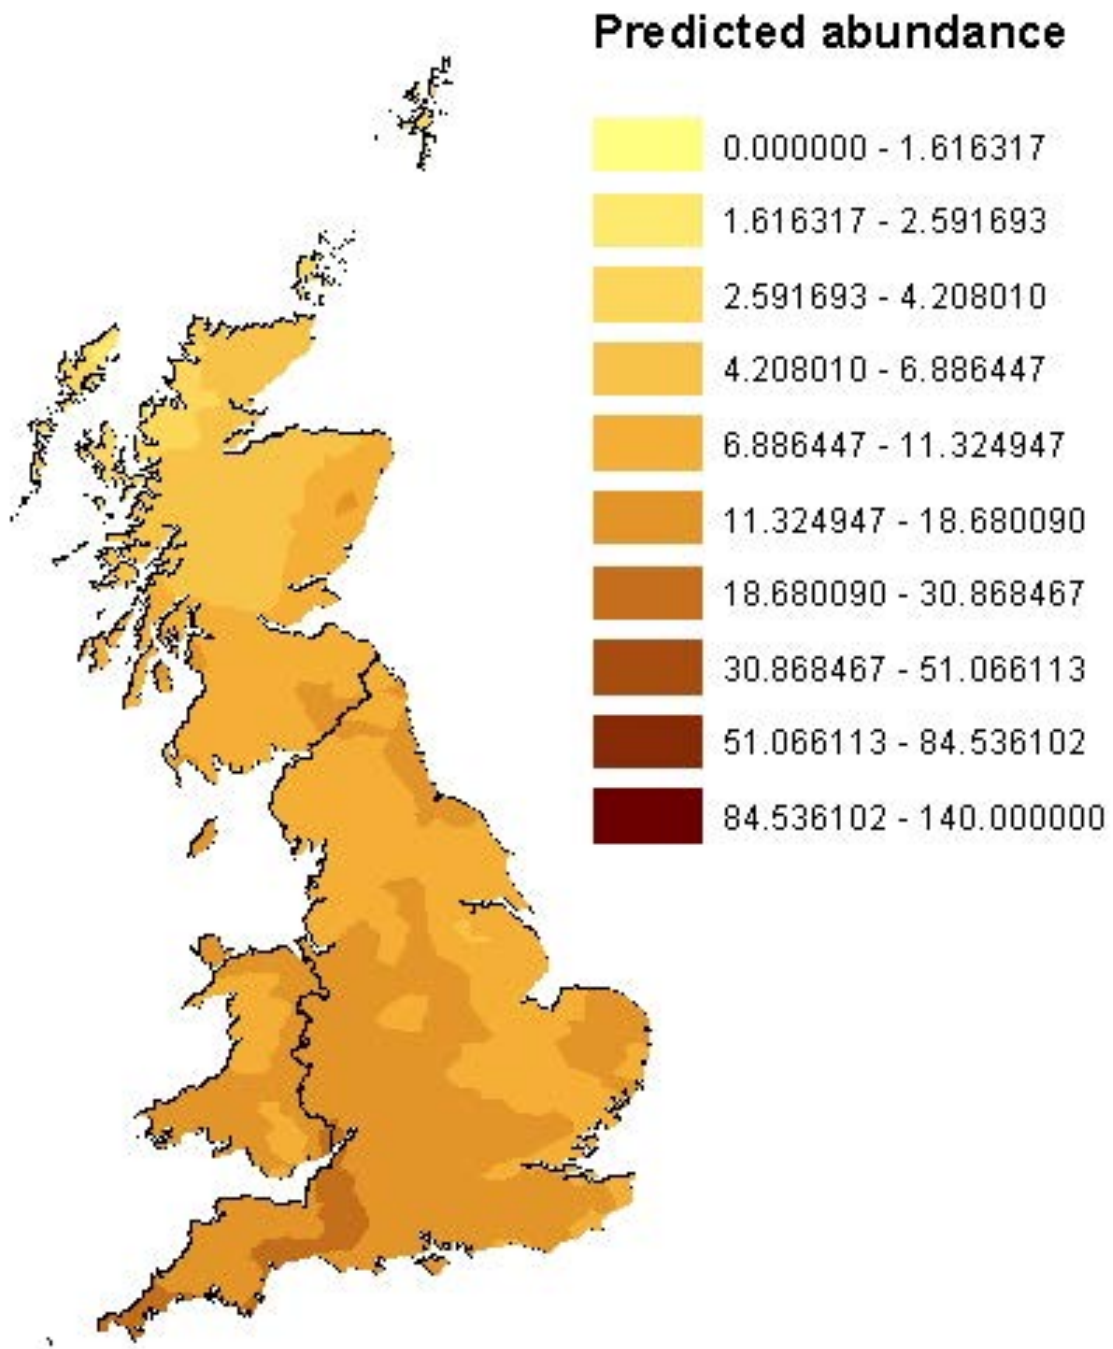 Predicted abundance
0.000000 - 1.616317
1.616317 - 2.591693
2.591693 - 4.208010
4.208010 - 6.886447
6.886447 - 11.324947
11.324947 - 18.680090
18.680090 - 30.868467
30.868467 - 51.066113
51.066113 - 84.536102
84.536102 - 140.000000